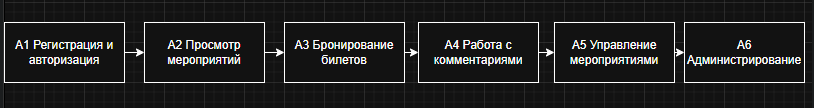 А1 Регистрация и
авторизация
А2 Просмотр
мероприятий
А3 Бронирование
билетов
А4 Работа с
комментариями
А5 Управление
мероприятиями
А6
Администрирование